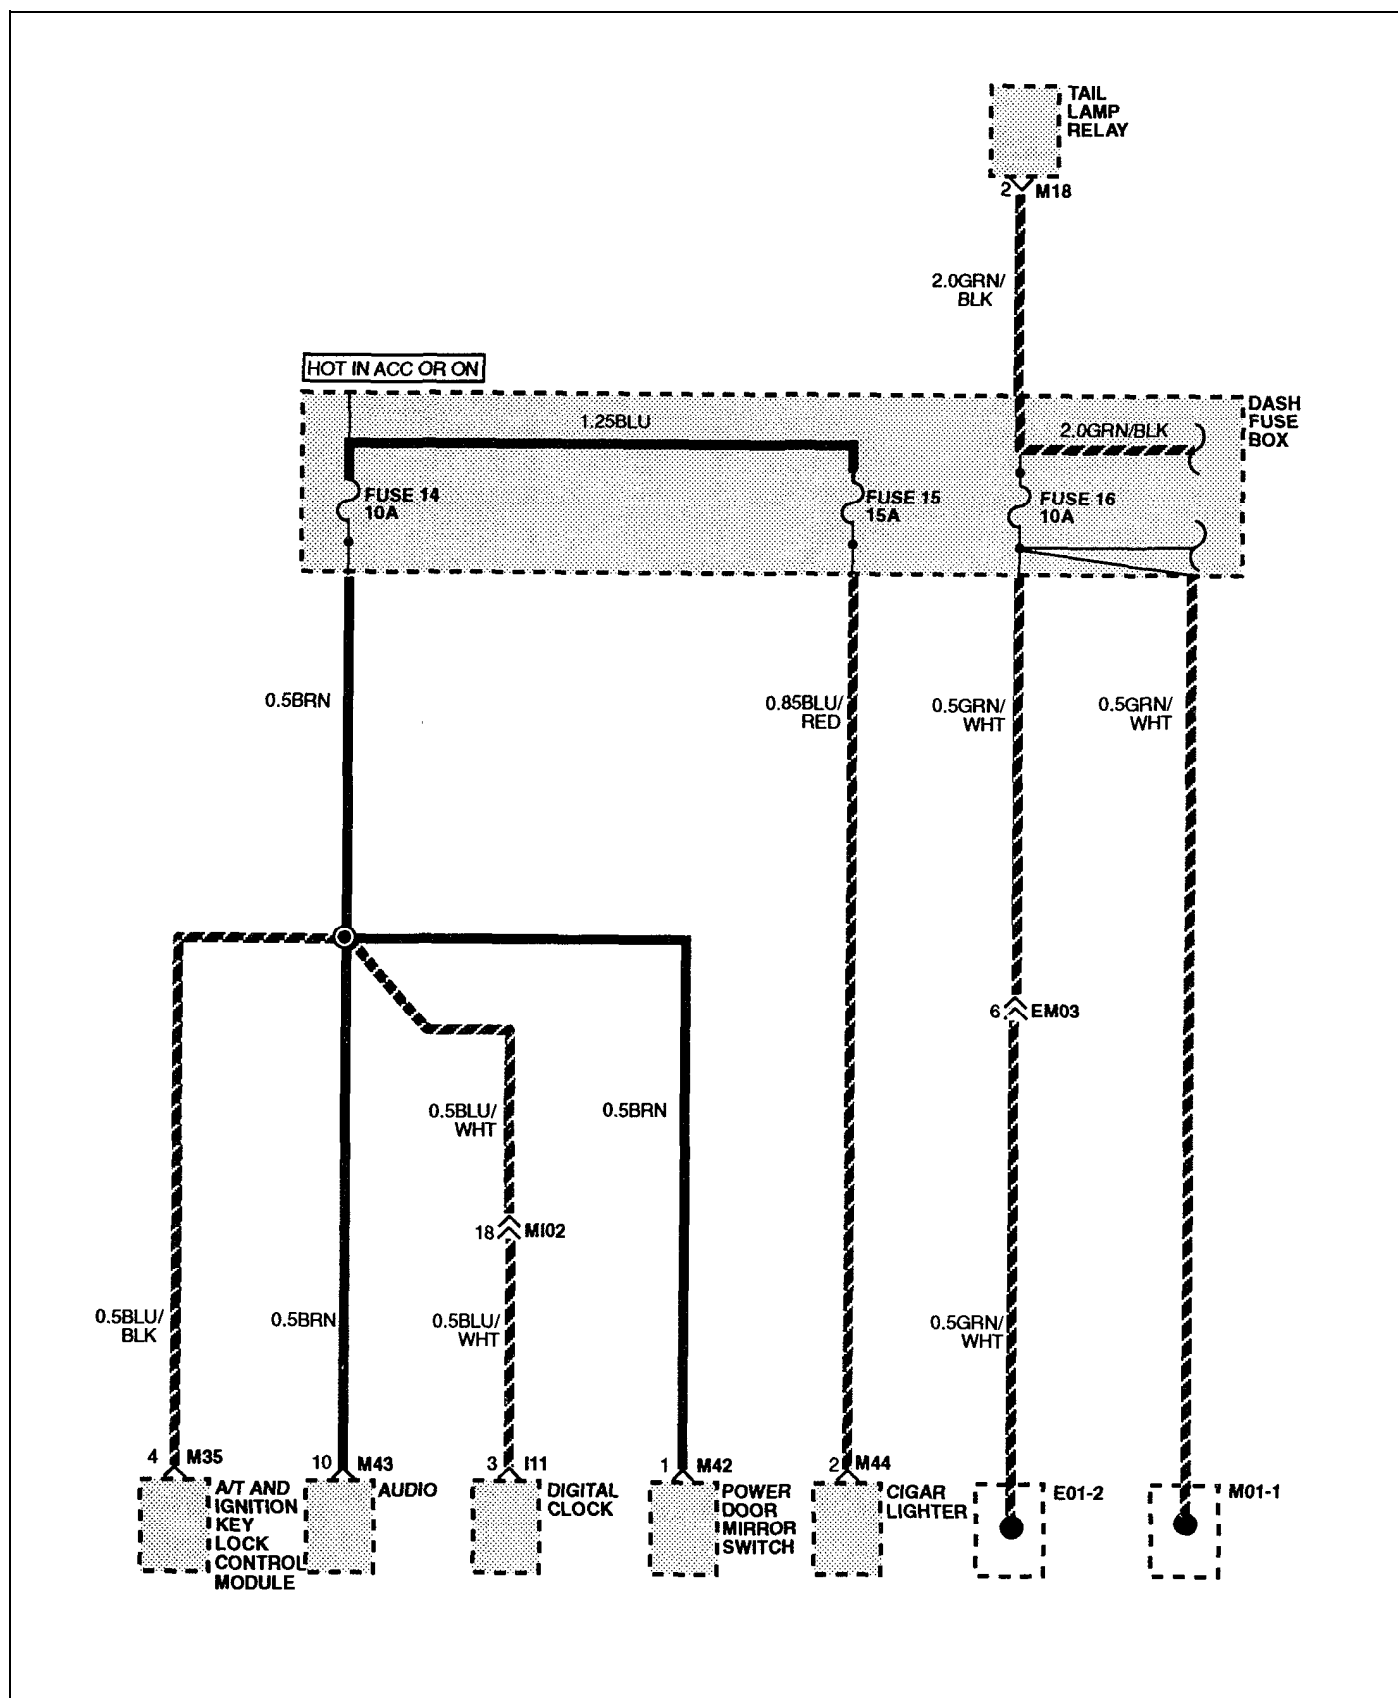 TAIL
LAMP
RELAY
2
M18
2.0GRN/
BLK
HOT IN ACC OR ON
DASH
FUSE
BOX
1.25BLU
2.0GRN/BLK
FUSE 14
10A
FUSE 15
15A
FUSE 16
10A
0.5BRN
0.85BLU/
RED
0.5GRN/
WHT
0.5GRN/
WHT
6
EM03
0.5BLU/
WHT
0.5BRN
18
MI02
0.5BLU/
BLK
0.5BRN
0.5BLU/
WHT
0.5GRN/
WHT
4
M35
10
M43
3
I11
1
M42
2
M44
A/T AND
IGNITION
KEY
LOCK
CONTROL
MODULE
AUDIO
DIGITAL
CLOCK
POWER
DOOR
MIRROR
SWITCH
CIGAR
LIGHTER
E01-2
M01-1